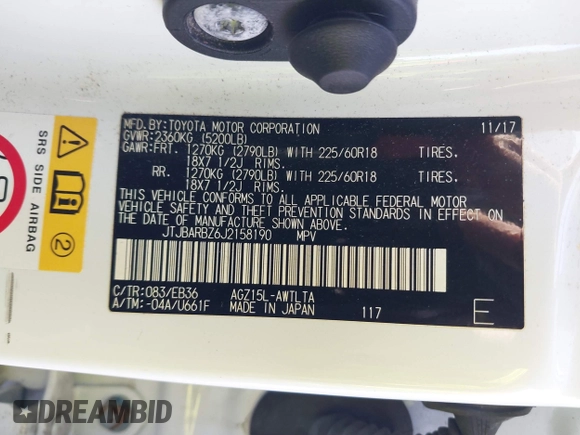 MFD.BY:TOYOTA MOTOR CORPORATION 11/17
GVWR:2360KG (5200LB)
GAWR:FRT. 1270KG (2790LB) WITH 225/60R18 TIRES.
18X7 1/2J RIMS.
RR. 1270KG (2790LB) WITH 225/60R18 TIRES.
18X7 1/2J RIMS.
THIS VEHICLE CONFORMS TO ALL APPLICABLE FEDERAL MOTOR
VEHICLE SAFETY AND THEFT PREVENTION STANDARDS IN EFFECT
ON THE DATE OF MANUFACTURE SHOWN ABOVE.
JTJBARBZ6J2158190 MPV
C/TR:083/EB36 AGZ15L-AWTLTA
A/TM:-04A/U661F MADE IN JAPAN 117 E
SRS SIDE AIRBAG
2
DREAMBID